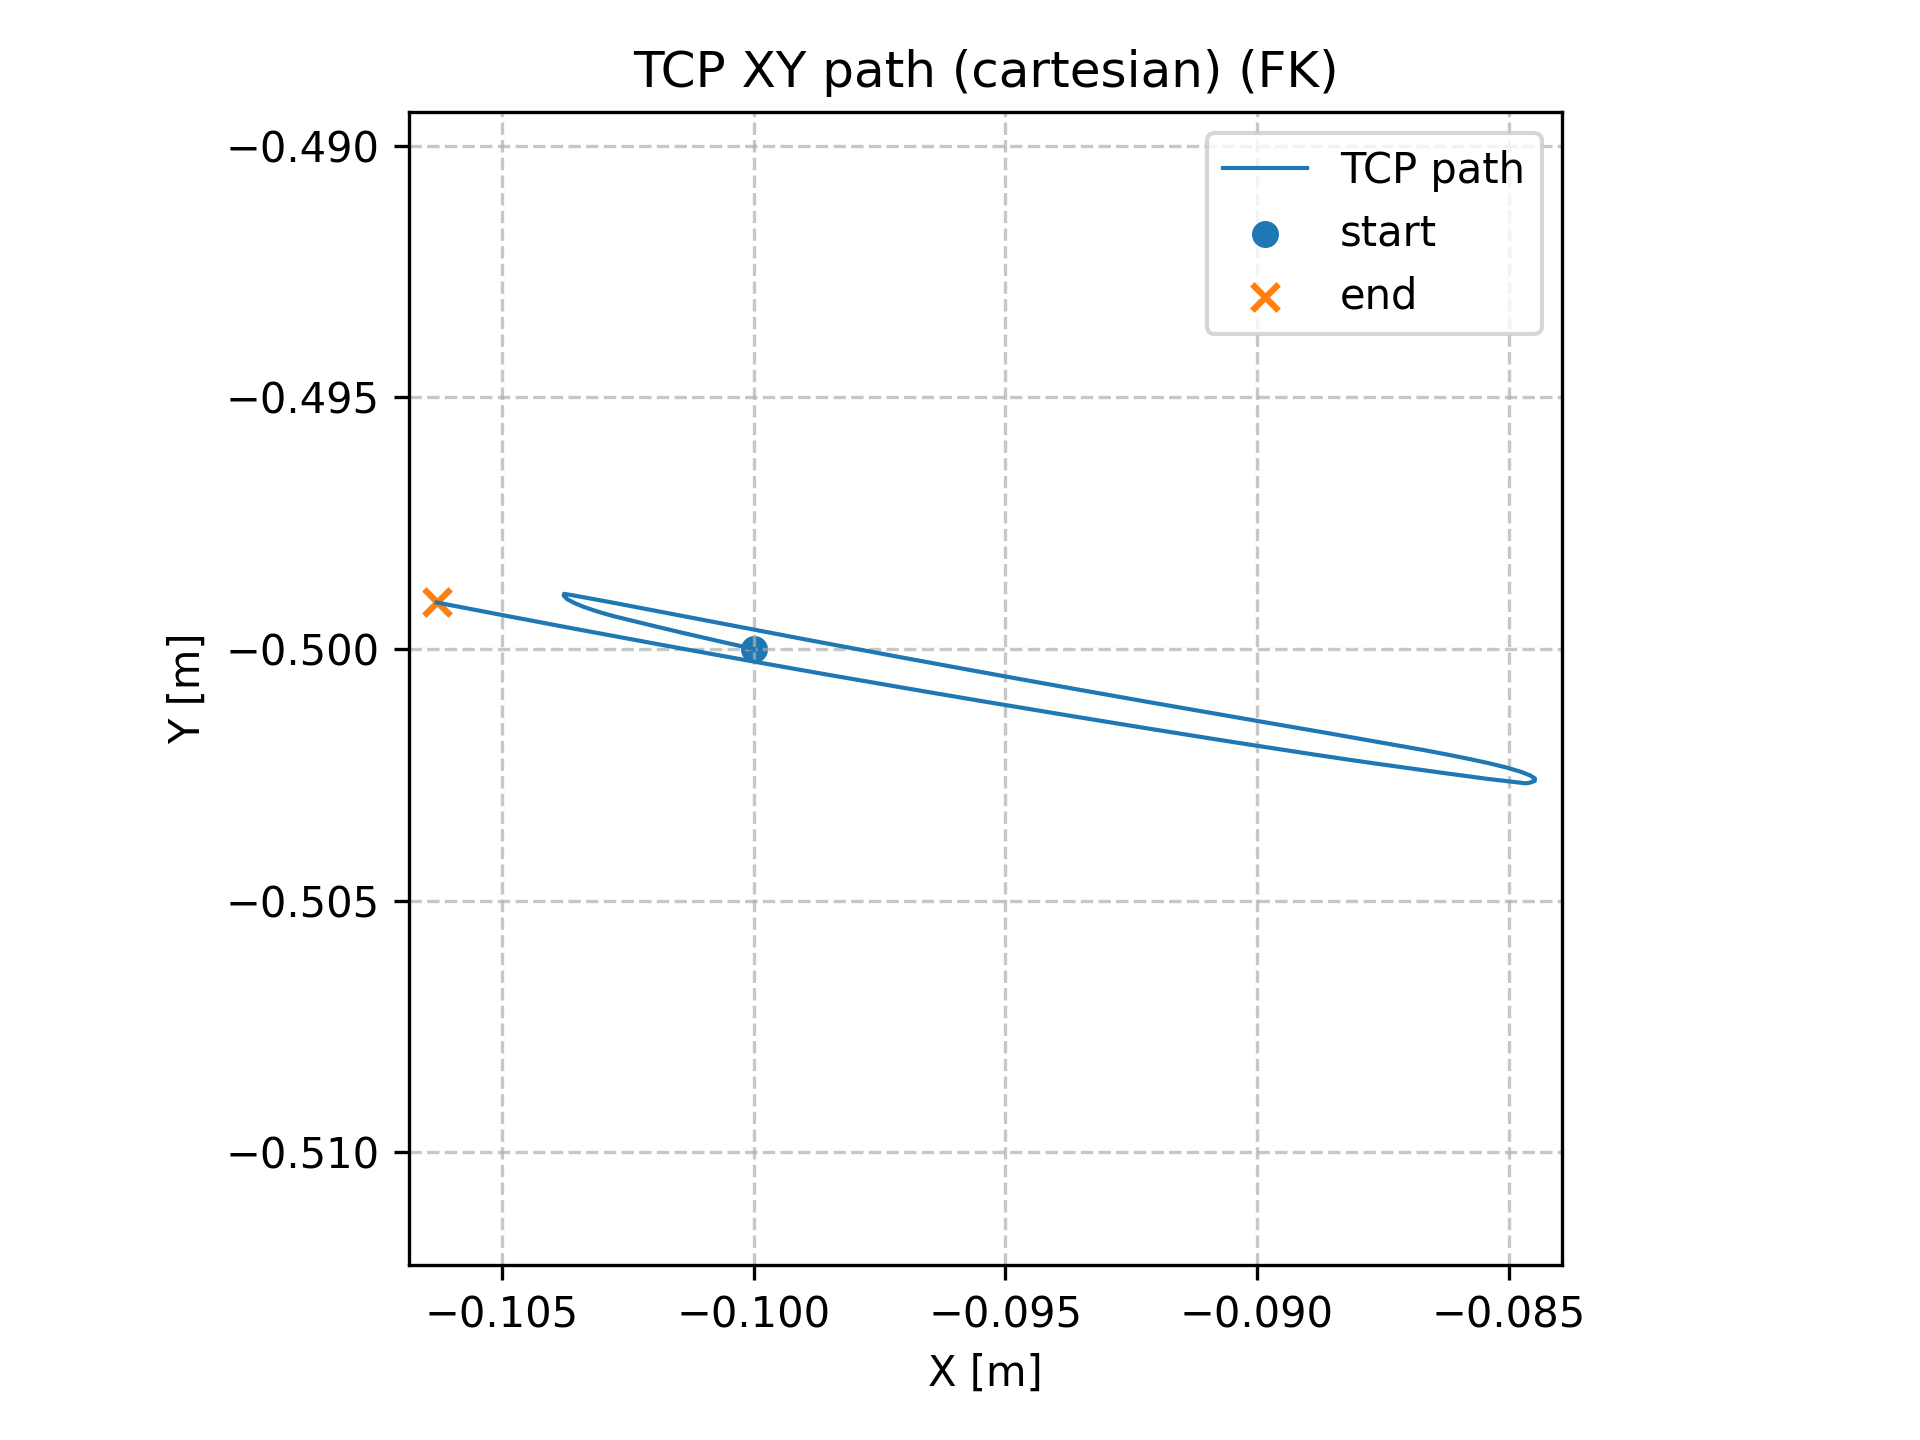 TCP XY path (cartesian) (FK)
TCP path
start
end
−0.490
−0.495
−0.500
−0.505
−0.510
Y [m]
−0.105
−0.100
−0.095
−0.090
−0.085
X [m]